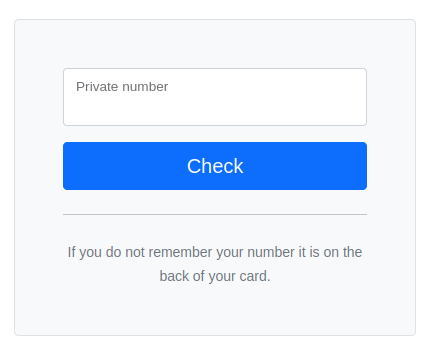 Private number
Check
If you do not remember your number it is on the
back of your card.